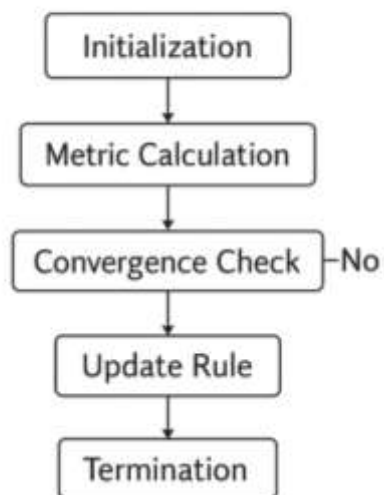 Initialization
Metric Calculation
Convergence Check
No
Update Rule
Termination